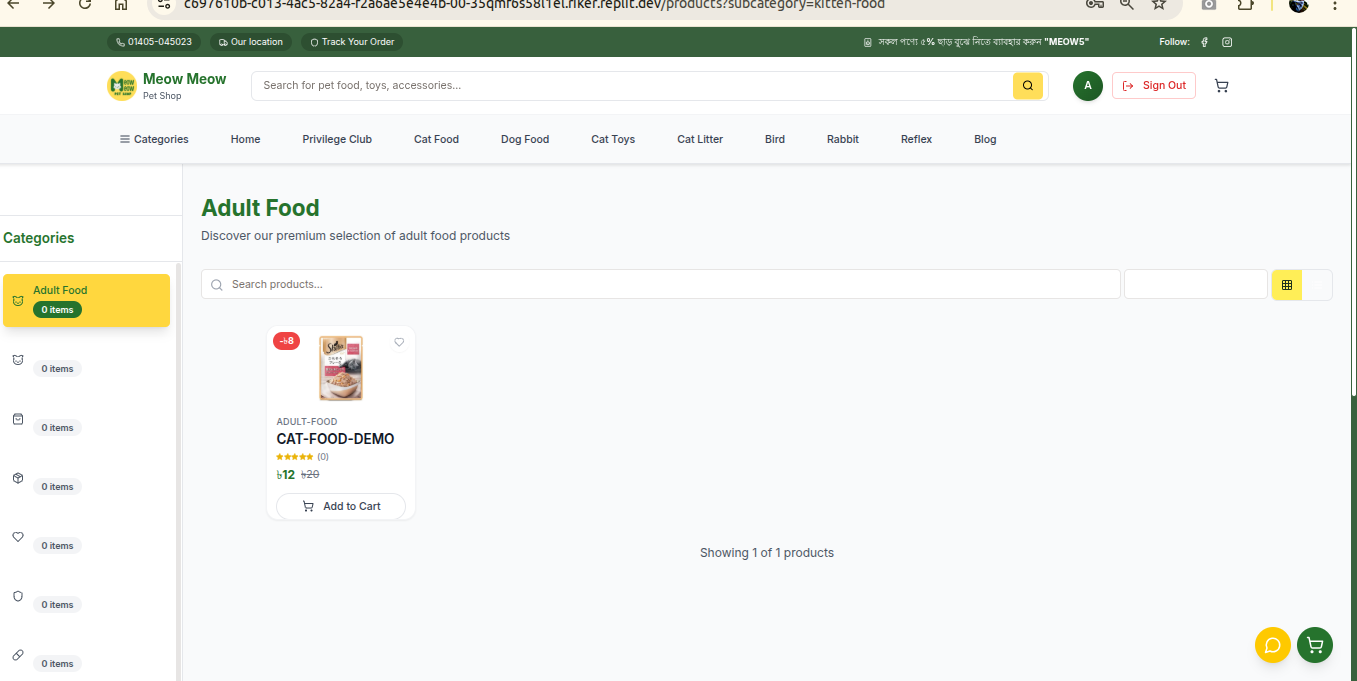 c697610b-c013-4ac5-82a4-f2a6ae5e4e4b-00-35qmf6s58l1el.riker.replit.dev/products?subcategory=kitten-food
01405-045023 Our location Track Your Order সকল পণ্যে ৫% ছাড় বুঝে নিতে ব্যাবহার করুন "MEOW5" Follow:
Meow Meow
Pet Shop
Search for pet food, toys, accessories...
A
Sign Out
Categories Home Privilege Club Cat Food Dog Food Cat Toys Cat Litter Bird Rabbit Reflex Blog
Categories
Adult Food
0 items
0 items
0 items
0 items
0 items
0 items
0 items
Adult Food
Discover our premium selection of adult food products
Search products...
-৳8
Sheba
ADULT-FOOD
CAT-FOOD-DEMO
(0)
৳12 ৳20
Add to Cart
Showing 1 of 1 products